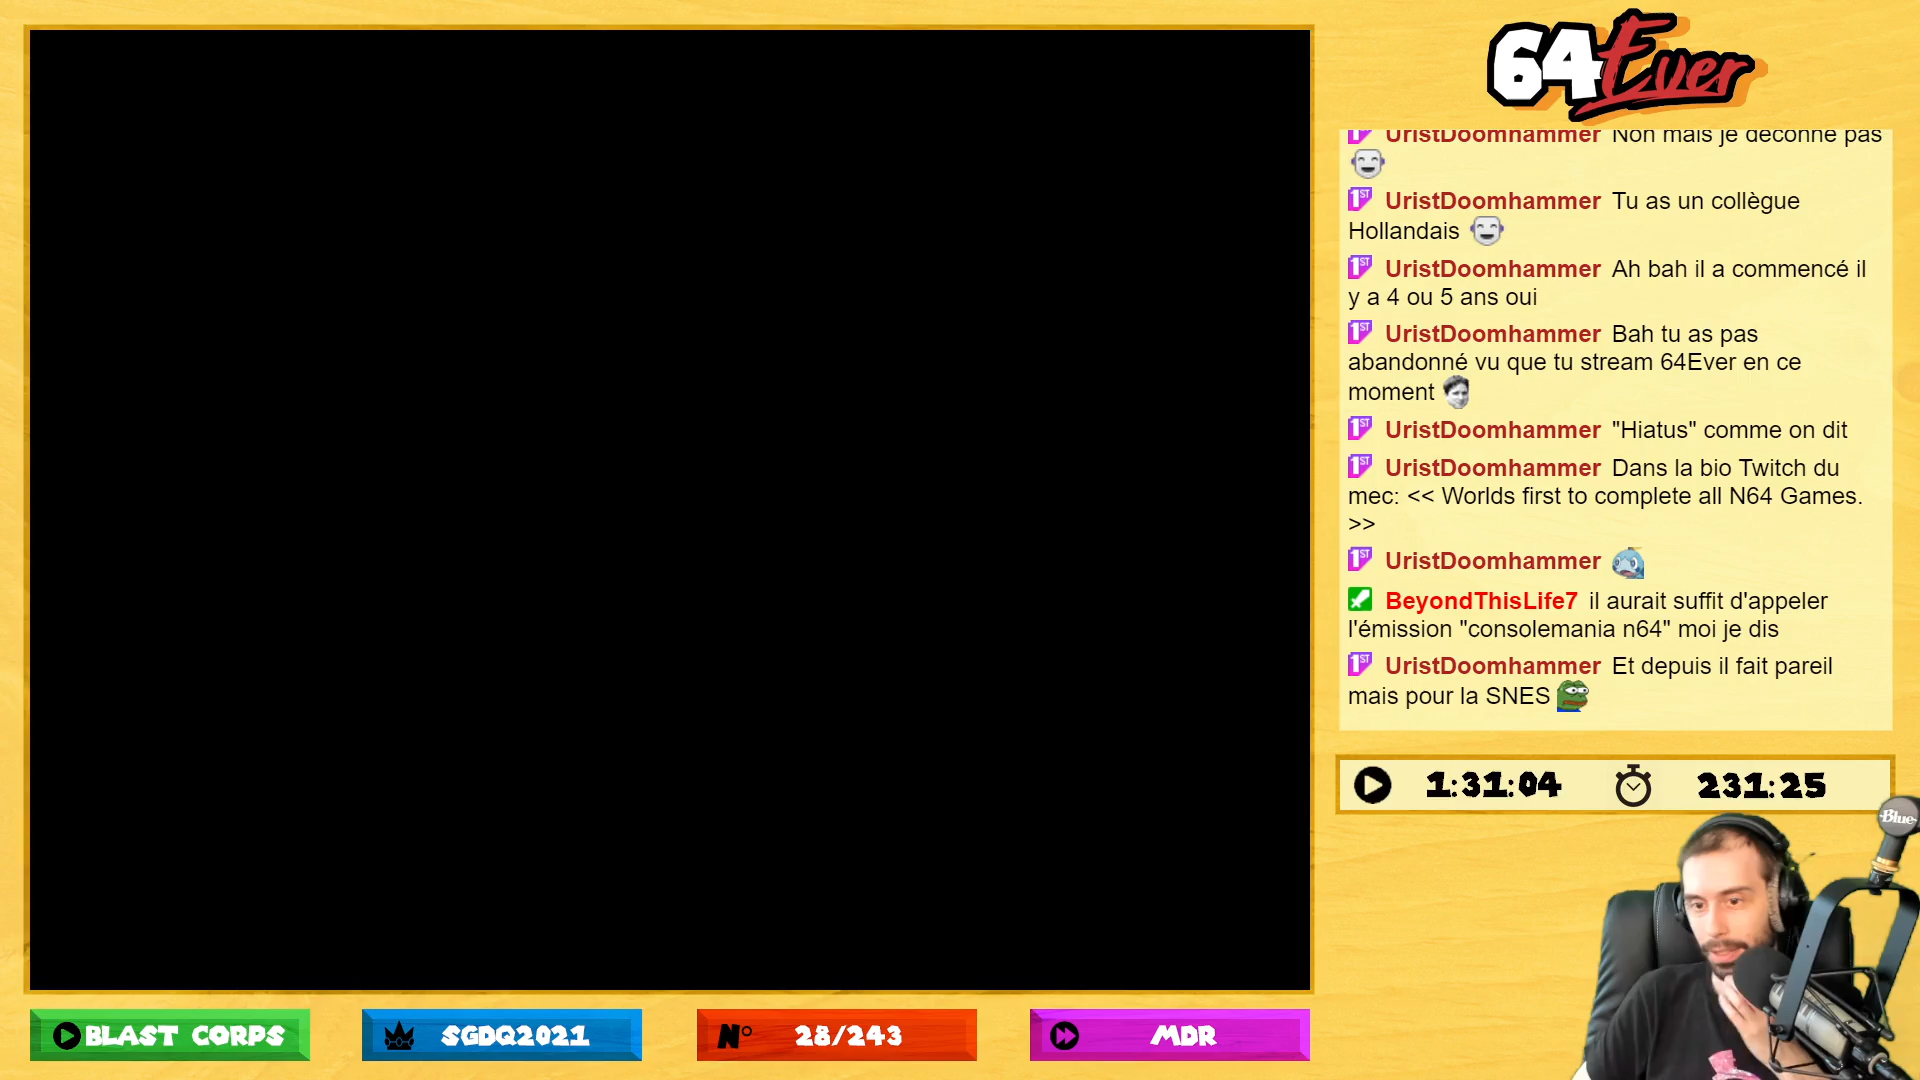 64Ever
UristDoomhammer Non mais je déconne pas
UristDoomhammer Tu as un collègue
Hollandais
UristDoomhammer Ah bah il a commencé il
y a 4 ou 5 ans oui
UristDoomhammer Bah tu as pas
abandonné vu que tu stream 64Ever en ce
moment
UristDoomhammer "Hiatus" comme on dit
UristDoomhammer Dans la bio Twitch du
mec: << Worlds first to complete all N64 Games.
>>
UristDoomhammer
BeyondThisLife7 il aurait suffit d'appeler
l'émission "consolemania n64" moi je dis
UristDoomhammer Et depuis il fait pareil
mais pour la SNES
1:31:04 231:25
Blue
BLAST CORPS SGDQ2021 N° 28/243 MDR